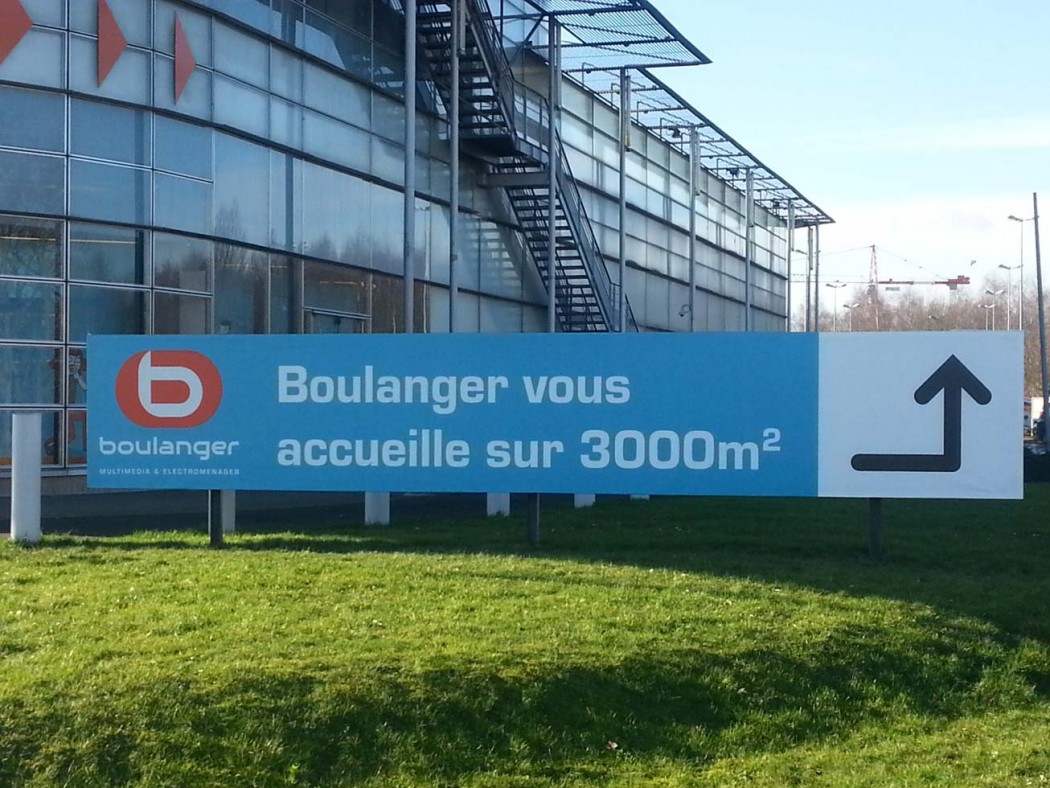 boulanger
MULTIMEDIA & ELECTROMENAGER
Boulanger vous
accueille sur 3000m²